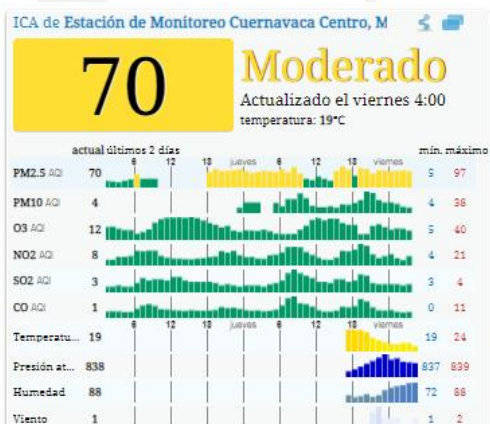 ICA de Estación de Monitoreo Cuernavaca Centro, M
70
Moderado
Actualizado el viernes 4:00
temperatura: 19°C
actual últimos 2 días mín. máximo
6 12 18 jueves 6 12 18 viernes
PM2.5 AQI 70 5 97
PM10 AQI 4 4 38
O3 AQI 12 5 40
NO2 AQI 8 4 21
SO2 AQI 3 3 4
CO AQI 1 0 11
6 12 18 jueves 6 12 18 viernes
Temperatu... 19 19 24
Presión at... 838 837 839
Humedad 88 72 88
Viento 1 1 2